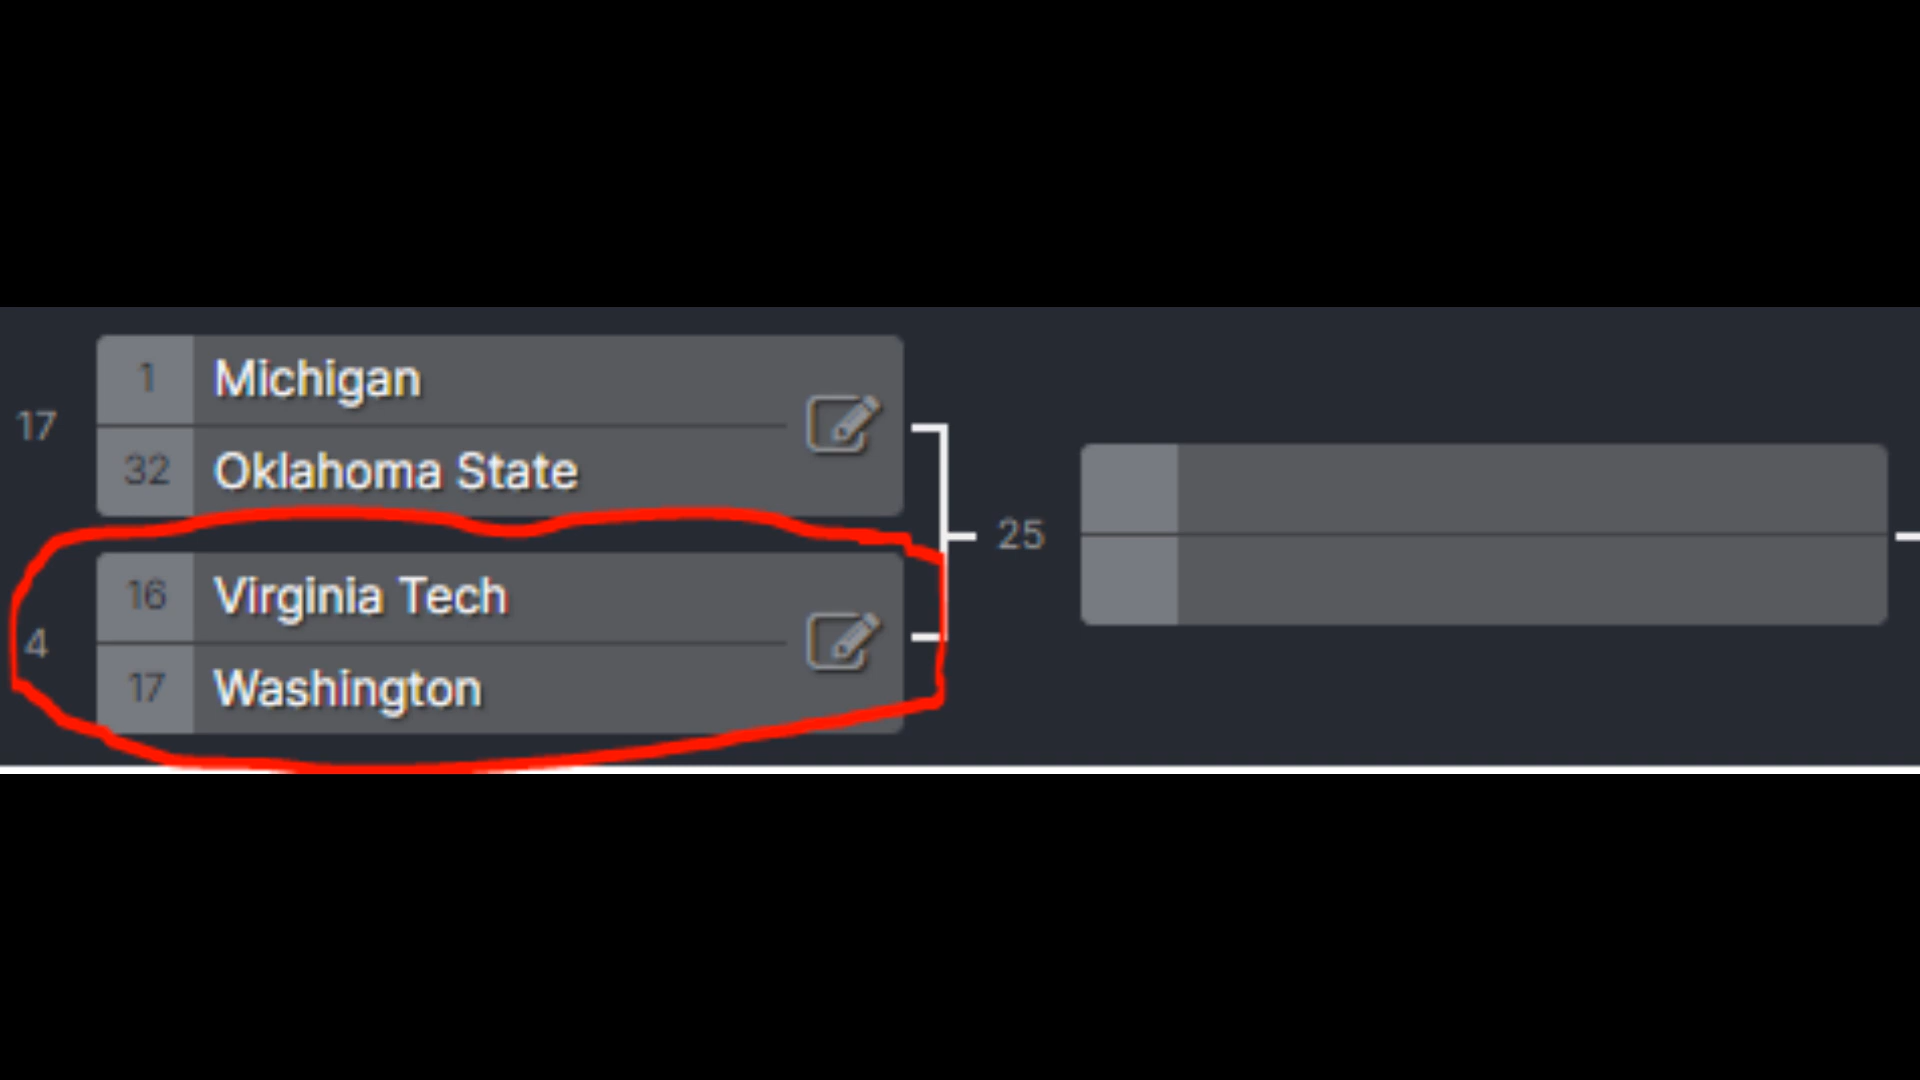 17
1 Michigan
32 Oklahoma State
4
16 Virginia Tech
17 Washington
25